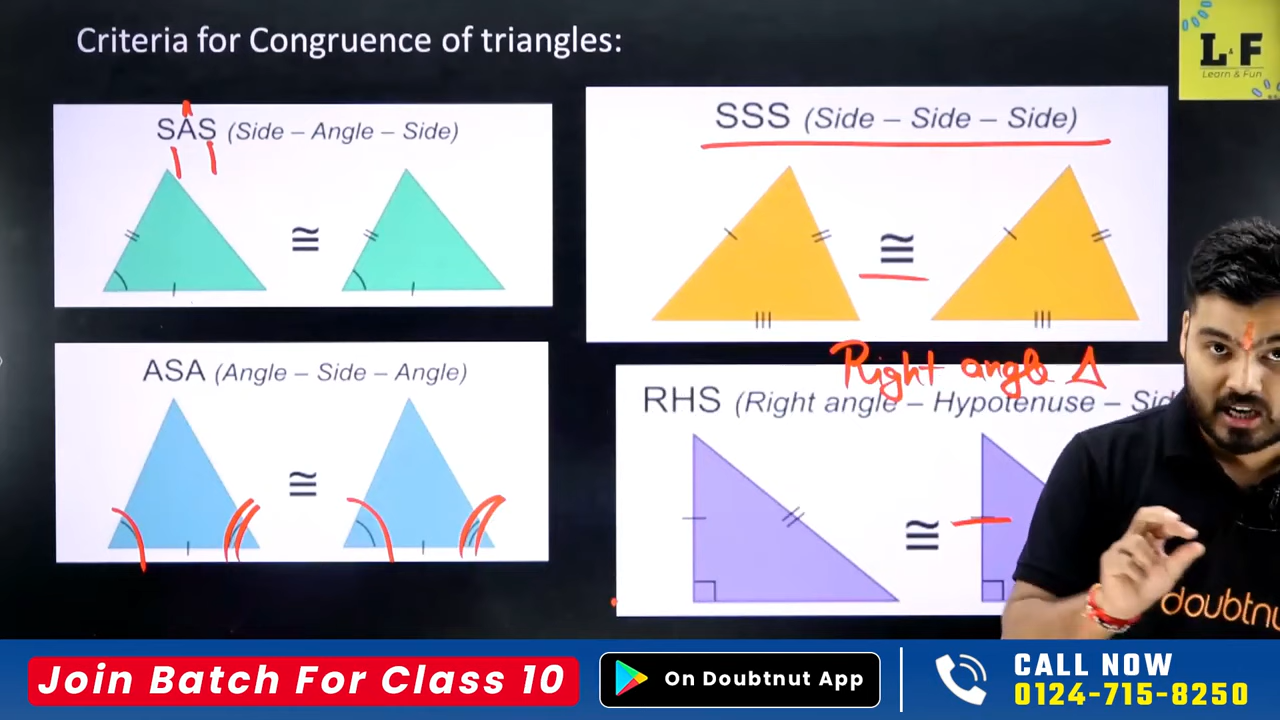 Criteria for Congruence of triangles:
L&F
Learn & Fun
SAS (Side – Angle – Side)
≅
SSS (Side – Side – Side)
≅
ASA (Angle – Side – Angle)
≅
Right angle Δ
RHS (Right angle – Hypotenuse – Sid
≅
doubtnu
Join Batch For Class 10
On Doubtnut App
CALL NOW
0124-715-8250